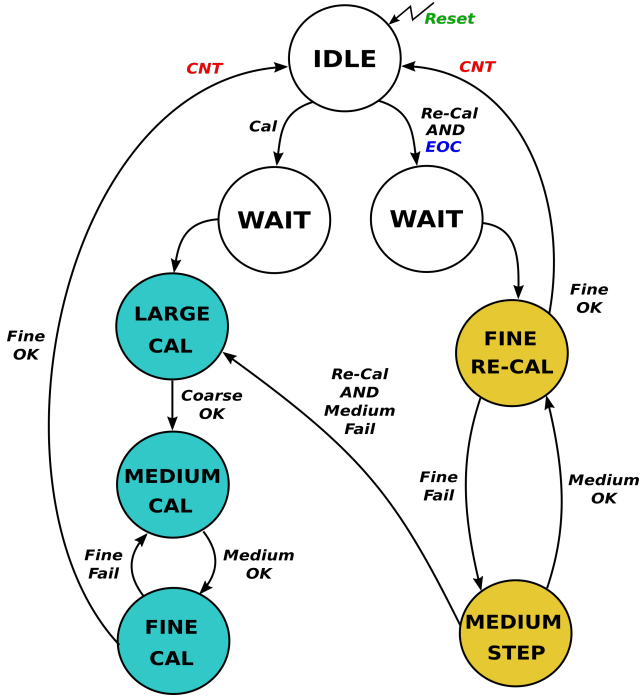 Reset
IDLE
CNT
CNT
Cal
Re-Cal
AND
EOC
WAIT
WAIT
LARGE
CAL
Fine
OK
Fine
OK
FINE
RE-CAL
Re-Cal
AND
Medium
Fail
Coarse
OK
MEDIUM
CAL
Fine
Fail
Medium
OK
Fine
Fail
Medium
OK
FINE
CAL
MEDIUM
STEP